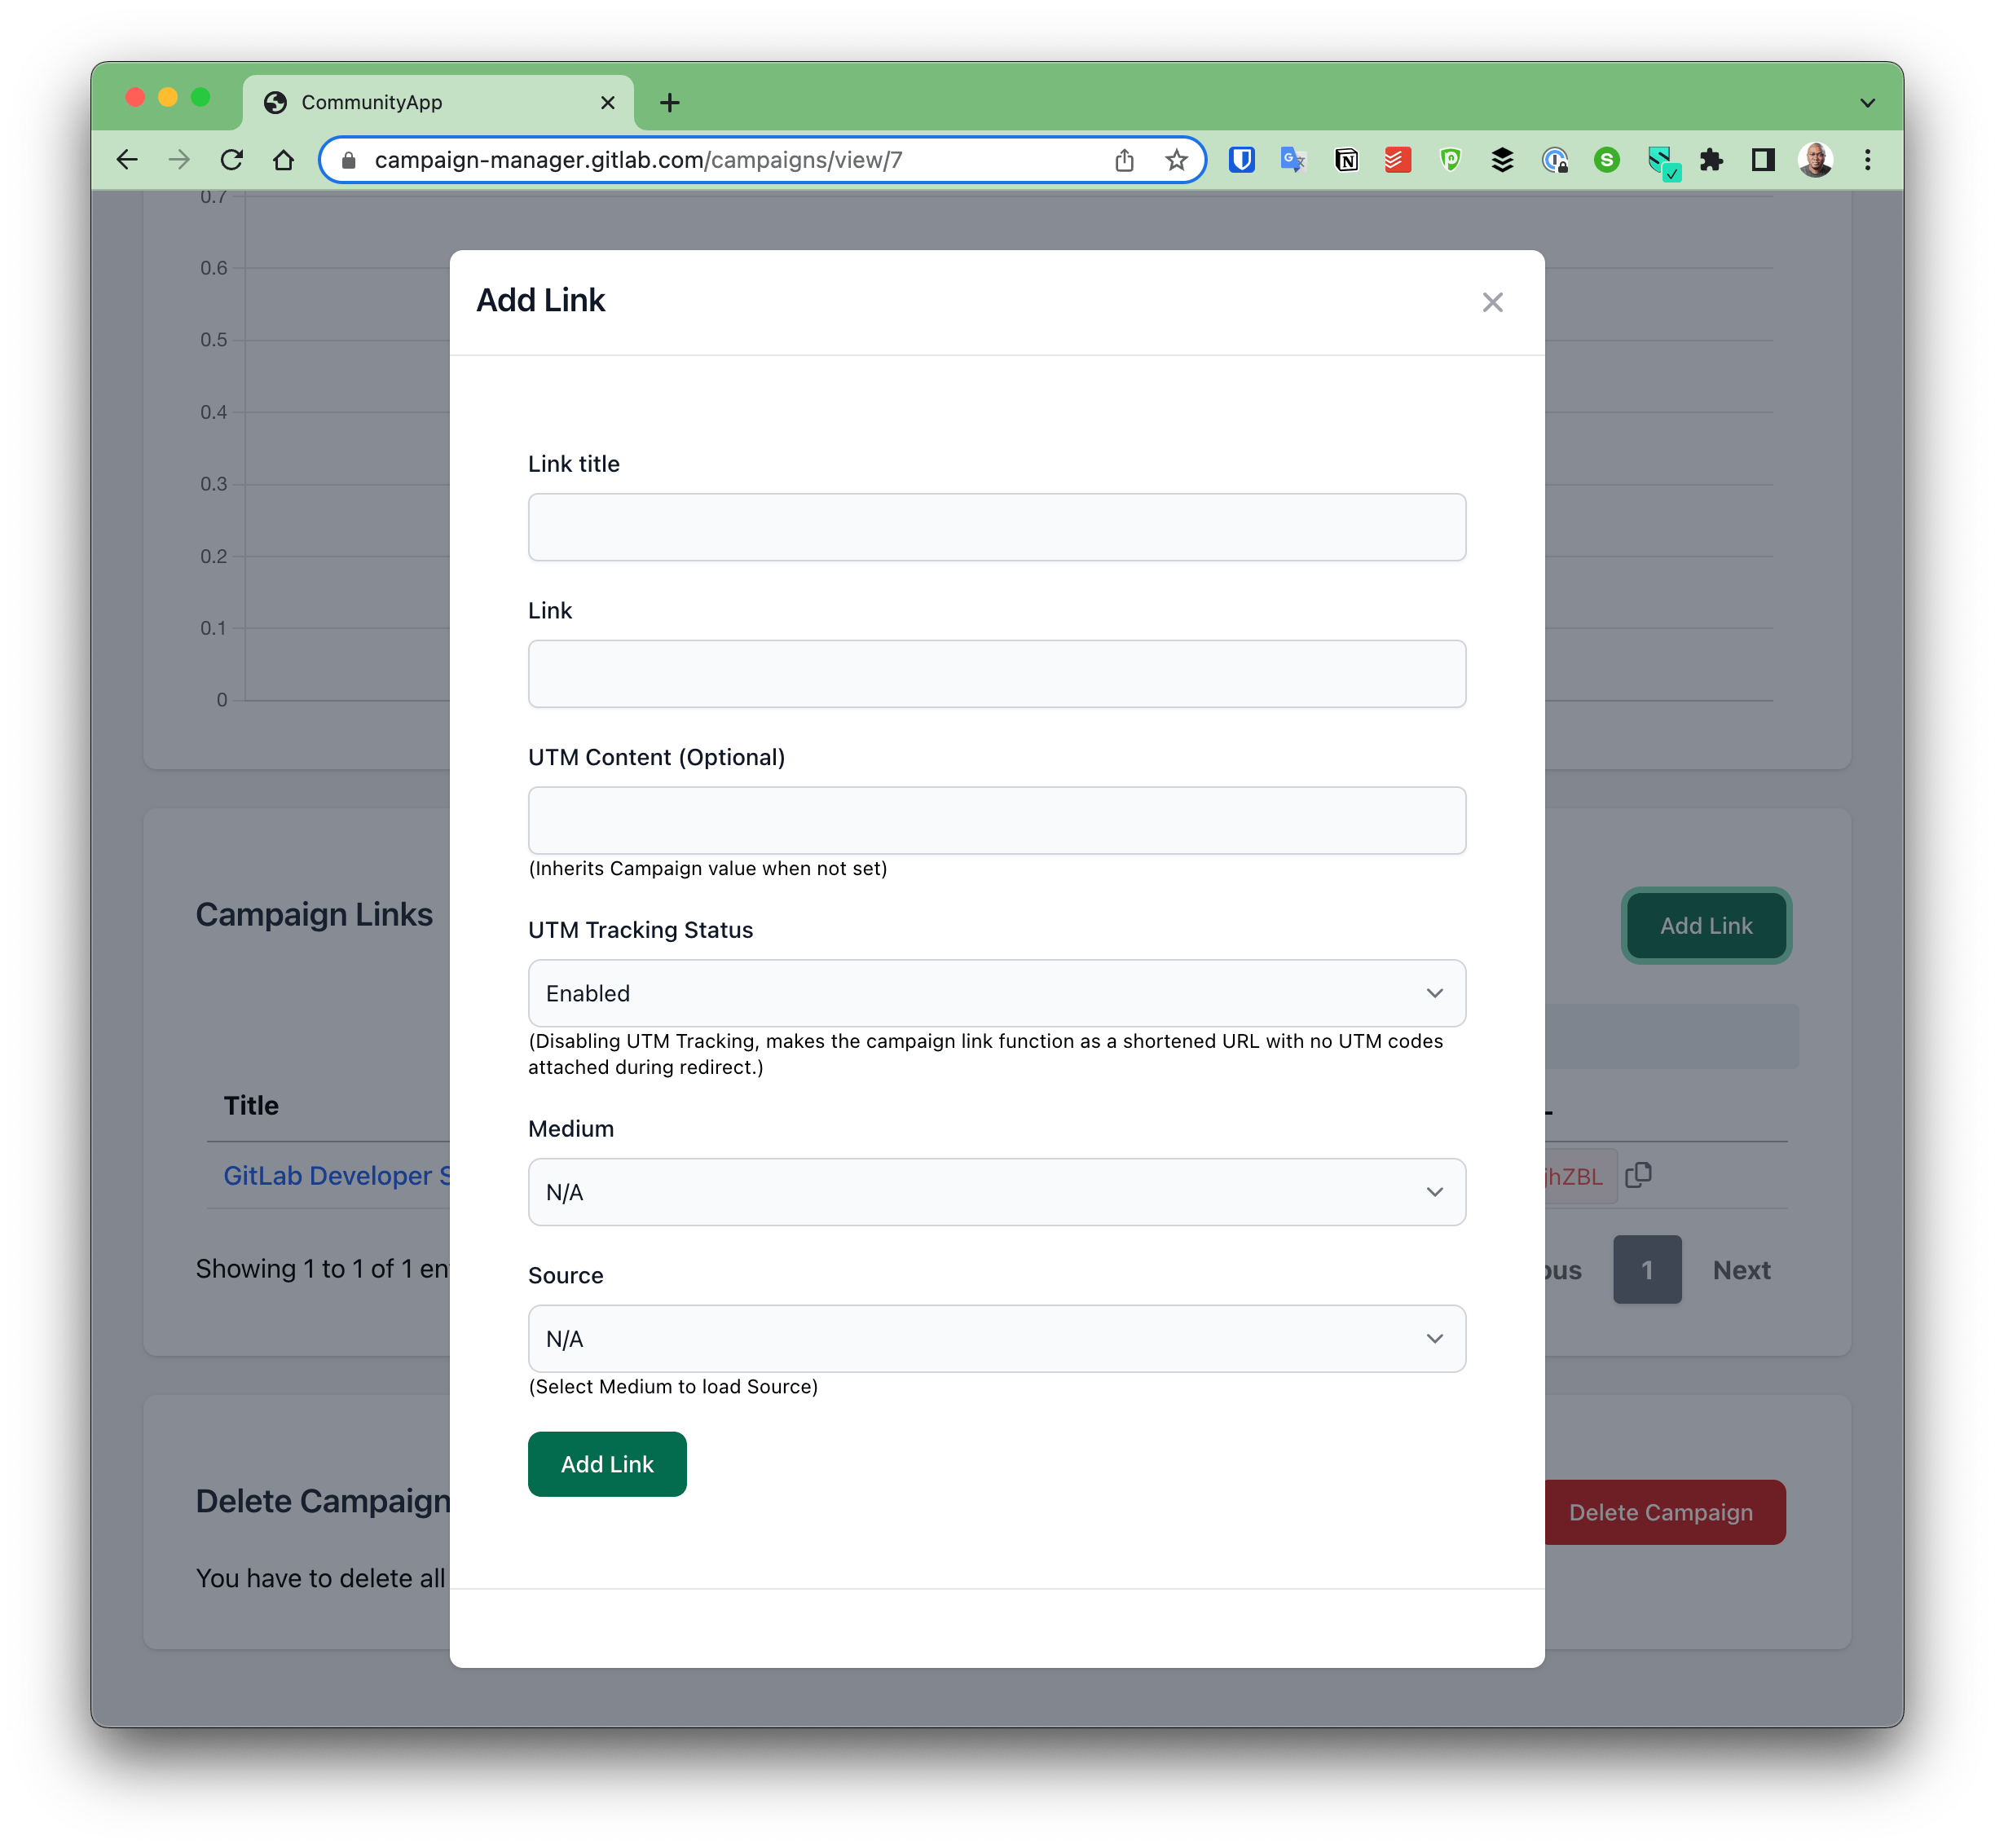 CommunityApp
campaign-manager.gitlab.com/campaigns/view/7
0.7
0.6
0.5
0.4
0.3
0.2
0.1
0
Add Link
Link title
Link
UTM Content (Optional)
(Inherits Campaign value when not set)
UTM Tracking Status
Enabled
(Disabling UTM Tracking, makes the campaign link function as a shortened URL with no UTM codes
attached during redirect.)
Medium
N/A
Source
N/A
(Select Medium to load Source)
Add Link
Campaign Links
Add Link
Title
GitLab Developer S
jhZBL
Showing 1 to 1 of 1 en
ous 1 Next
Delete Campaign
Delete Campaign
You have to delete all